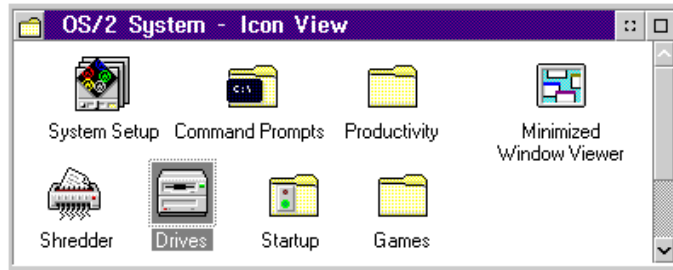 OS/2 System - Icon View
C:\
System Setup
Command Prompts
Productivity
Minimized
Window Viewer
Shredder
Drives
Startup
Games